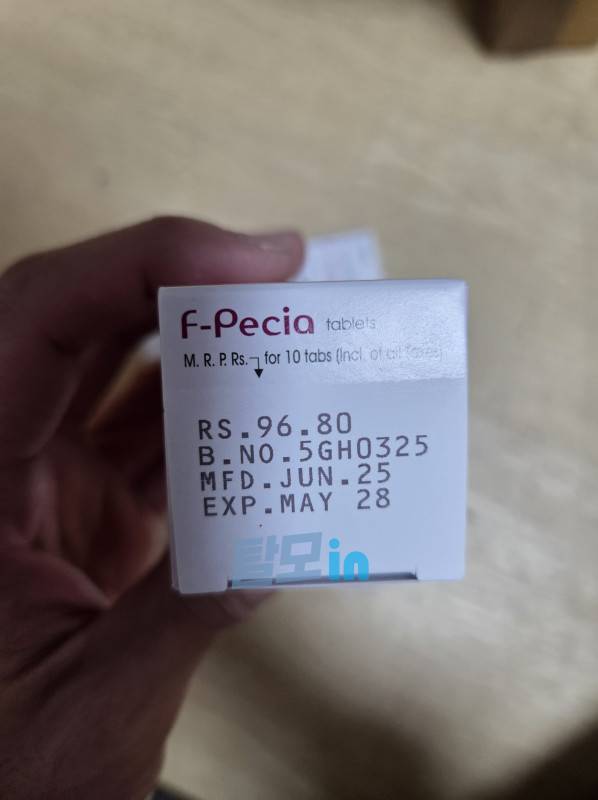 F-Pecia tablets
M. R. P. Rs. for 10 tabs (Incl. of all taxes)
RS.96.80
B.NO.5GH0325
MFD.JUN.25
EXP.MAY 28
탈모in